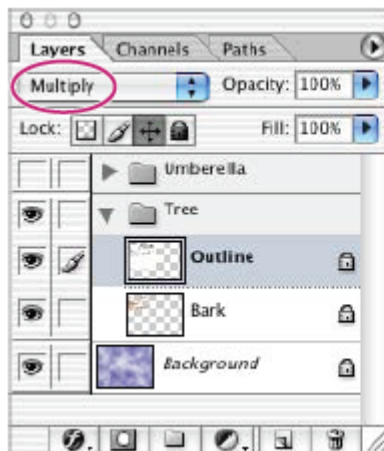 Layers Channels Paths
Multiply Opacity: 100%
Lock: Fill: 100%
Umberella
Tree
Outline
Bark
Background